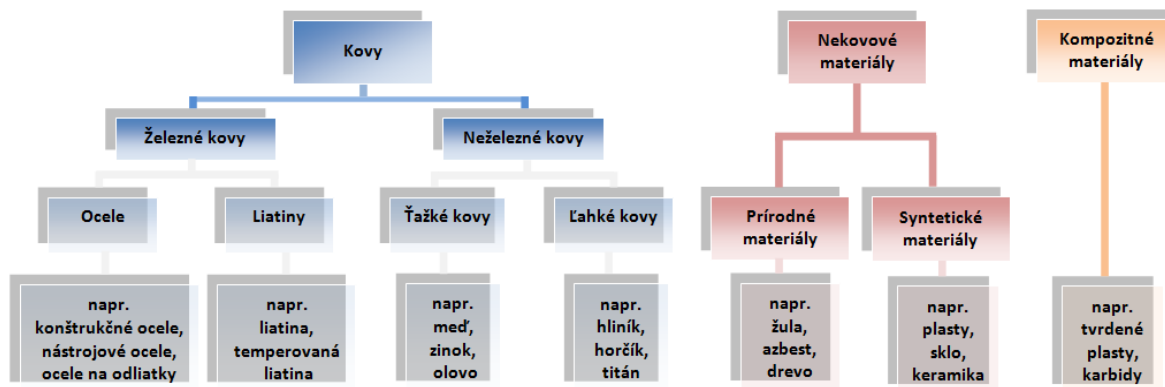 Kovy
Nekovové
materiály
Kompozitné
materiály
Železné kovy
Neželezné kovy
Ocele
Liatiny
Ťažké kovy
Ľahké kovy
Prírodné
materiály
Syntetické
materiály
napr.
konštrukčné ocele,
nástrojové ocele,
ocele na odliatky
napr.
liatina,
temperovaná
liatina
napr.
meď,
zinok,
olovo
napr.
hliník,
horčík,
titán
napr.
žula,
azbest,
drevo
napr.
plasty,
sklo,
keramika
napr.
tvrdené
plasty,
karbidy